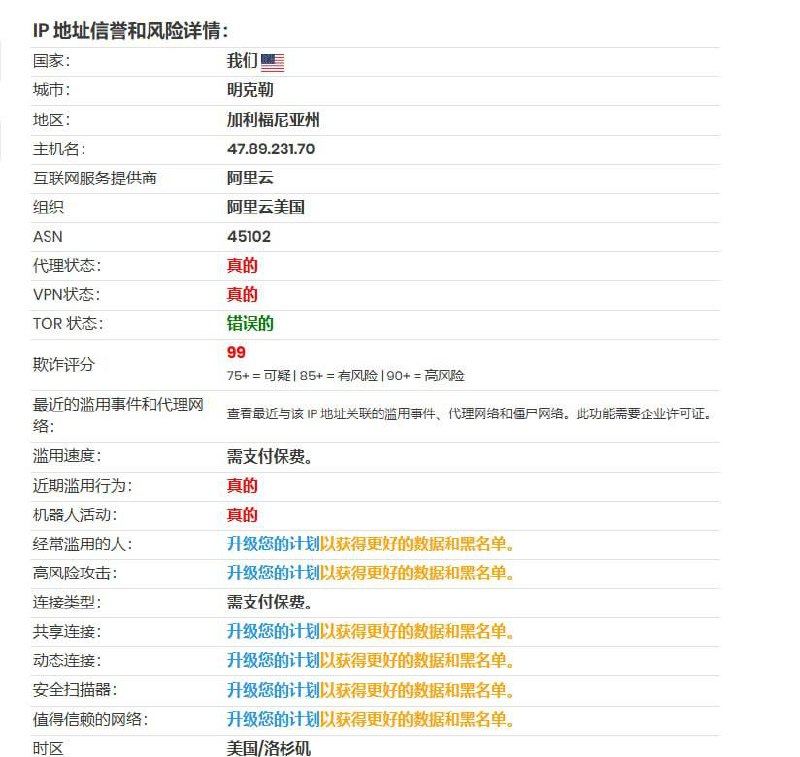 IP 地址信誉和风险详情：
国家： 我们
城市： 明克勒
地区： 加利福尼亚州
主机名： 47.89.231.70
互联网服务提供商 阿里云
组织 阿里云美国
ASN 45102
代理状态： 真的
VPN状态： 真的
TOR 状态： 错误的
欺诈评分 99
75+ = 可疑 | 85+ = 有风险 | 90+ = 高风险
最近的滥用事件和代理网
络：
查看最近与该 IP 地址关联的滥用事件、代理网络和僵尸网络。此功能需要企业许可证。
滥用速度： 需支付保费。
近期滥用行为： 真的
机器人活动： 真的
经常滥用的人： 升级您的计划以获得更好的数据和黑名单。
高风险攻击： 升级您的计划以获得更好的数据和黑名单。
连接类型： 需支付保费。
共享连接： 升级您的计划以获得更好的数据和黑名单。
动态连接： 升级您的计划以获得更好的数据和黑名单。
安全扫描器： 升级您的计划以获得更好的数据和黑名单。
值得信赖的网络： 升级您的计划以获得更好的数据和黑名单。
时区 美国/洛杉矶